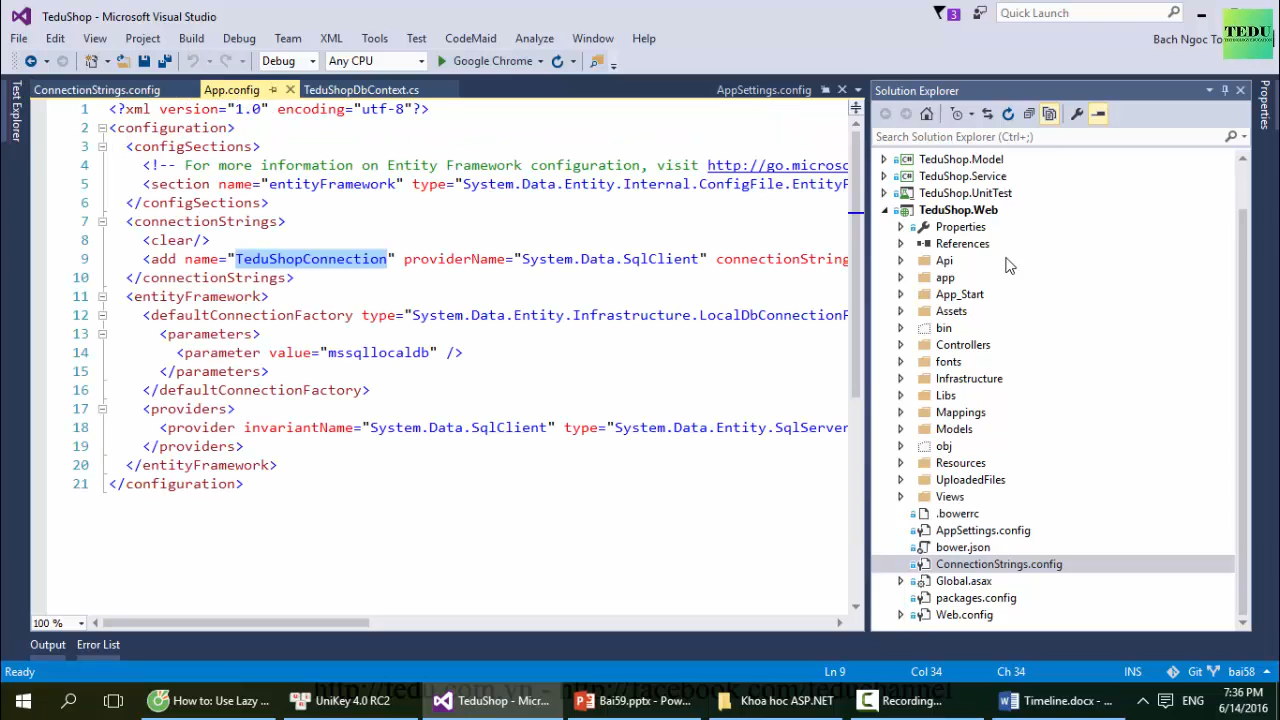 TeduShop - Microsoft Visual Studio
3
Quick Launch
TEDU
File Edit View Project Build Debug Team XML Tools Test CodeMaid Analyze Window Help
Bach Ngoc To
Debug Any CPU Google Chrome
Test Explorer
ConnectionStrings.config App.config TeduShopDbContext.cs AppSettings.config
1 <?xml version="1.0" encoding="utf-8"?>
2 <configuration>
3 <configSections>
4 <!-- For more information on Entity Framework configuration, visit http://go.microso
5 <section name="entityFramework" type="System.Data.Entity.Internal.ConfigFile.EntityF
6 </configSections>
7 <connectionStrings>
8 <clear/>
9 <add name="TeduShopConnection" providerName="System.Data.SqlClient" connectionString
10 </connectionStrings>
11 <entityFramework>
12 <defaultConnectionFactory type="System.Data.Entity.Infrastructure.LocalDbConnectionF
13 <parameters>
14 <parameter value="mssqllocaldb" />
15 </parameters>
16 </defaultConnectionFactory>
17 <providers>
18 <provider invariantName="System.Data.SqlClient" type="System.Data.Entity.SqlServer
19 </providers>
20 </entityFramework>
21 </configuration>
100 %
Solution Explorer
Search Solution Explorer (Ctrl+;)
TeduShop.Model
TeduShop.Service
TeduShop.UnitTest
TeduShop.Web
Properties
References
Api
app
App_Start
Assets
bin
Controllers
fonts
Infrastructure
Libs
Mappings
Models
obj
Resources
UploadedFiles
Views
.bowerrc
AppSettings.config
bower.json
ConnectionStrings.config
Global.asax
packages.config
Web.config
Properties
Output Error List
Ready Ln 9 Col 34 Ch 34 INS Git bai58
How to: Use Lazy ... UniKey 4.0 RC2 TeduShop - Micros... Bai59.pptx - Pow... Khoa hoc ASP.NET Recording... Timeline.docx - ... ENG
7:36 PM
6/14/2016